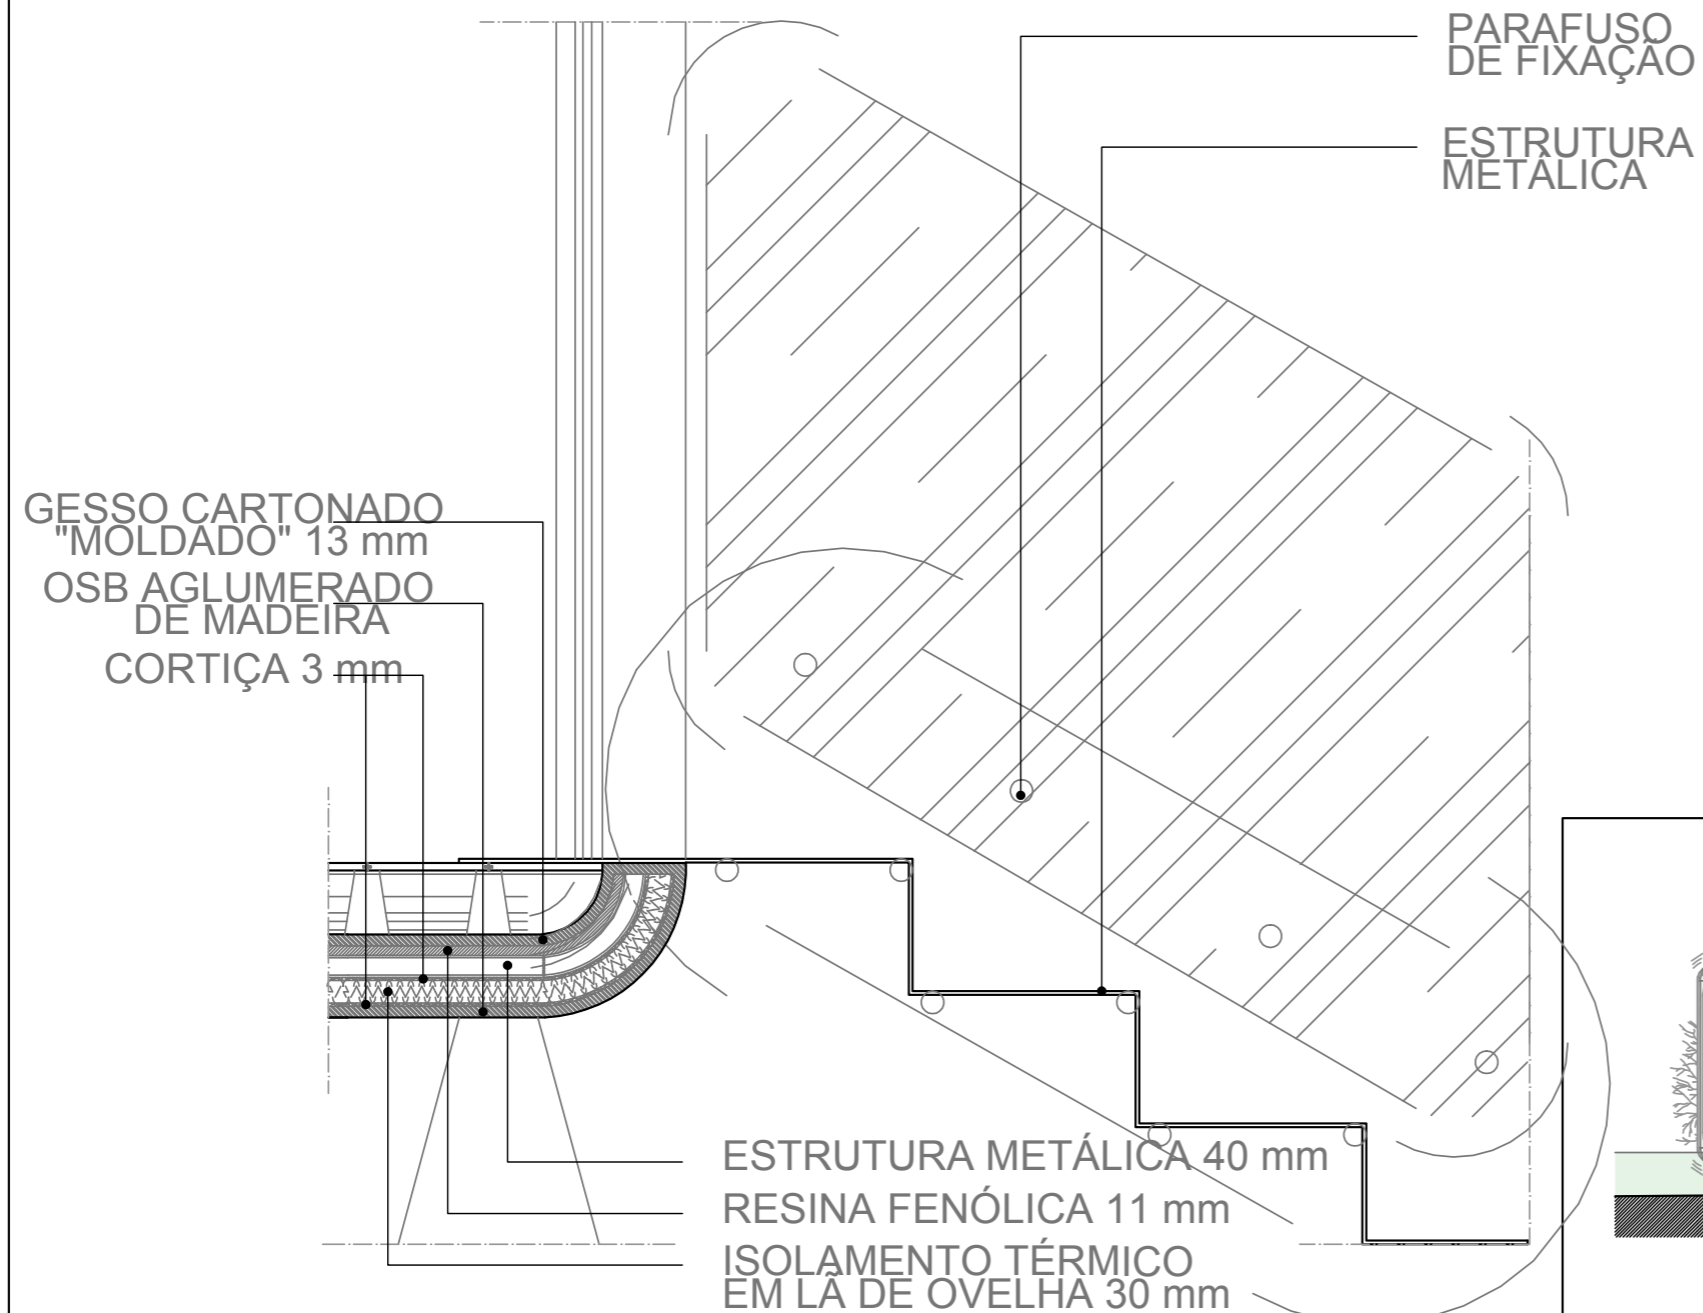 PARAFUSO
DE FIXAÇÃO
ESTRUTURA
METÁLICA
GESSO CARTONADO
"MOLDADO" 13 mm
OSB AGLUMERADO
DE MADEIRA
CORTIÇA 3 mm
ESTRUTURA METÁLICA 40 mm
RESINA FENÓLICA 11 mm
ISOLAMENTO TÉRMICO
EM LÃ DE OVELHA 30 mm